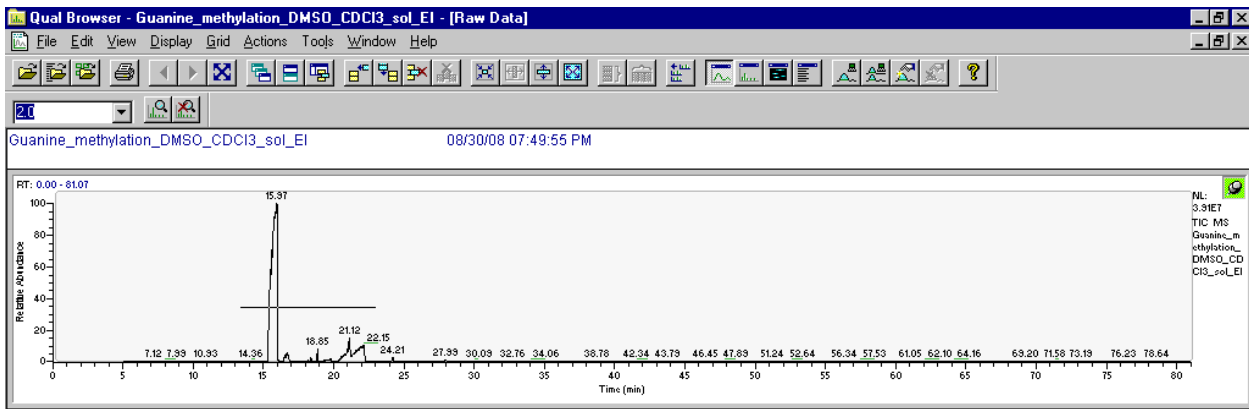 Qual Browser - Guanine_methylation_DMSO_CDCl3_sol_EI - [Raw Data]
File Edit View Display Grid Actions Tools Window Help
2.0
Guanine_methylation_DMSO_CDCl3_sol_EI 08/30/08 07:49:55 PM
RT: 0.00 - 81.07
NL:
3.91E7
TIC MS
Guanine_m
ethylation_
DMSO_CD
Cl3_sol_EI
Relative Abundance
100
80
60
40
20
0
15.97
7.12 7.99 10.93 14.36 18.85 21.12 22.15 24.21 27.99 30.09 32.76 34.06 38.78 42.34 43.79 46.45 47.89 51.24 52.64 56.34 57.53 61.05 62.10 64.16 69.20 71.58 73.19 76.23 78.64
0 5 10 15 20 25 30 35 40 45 50 55 60 65 70 75 80
Time (min)